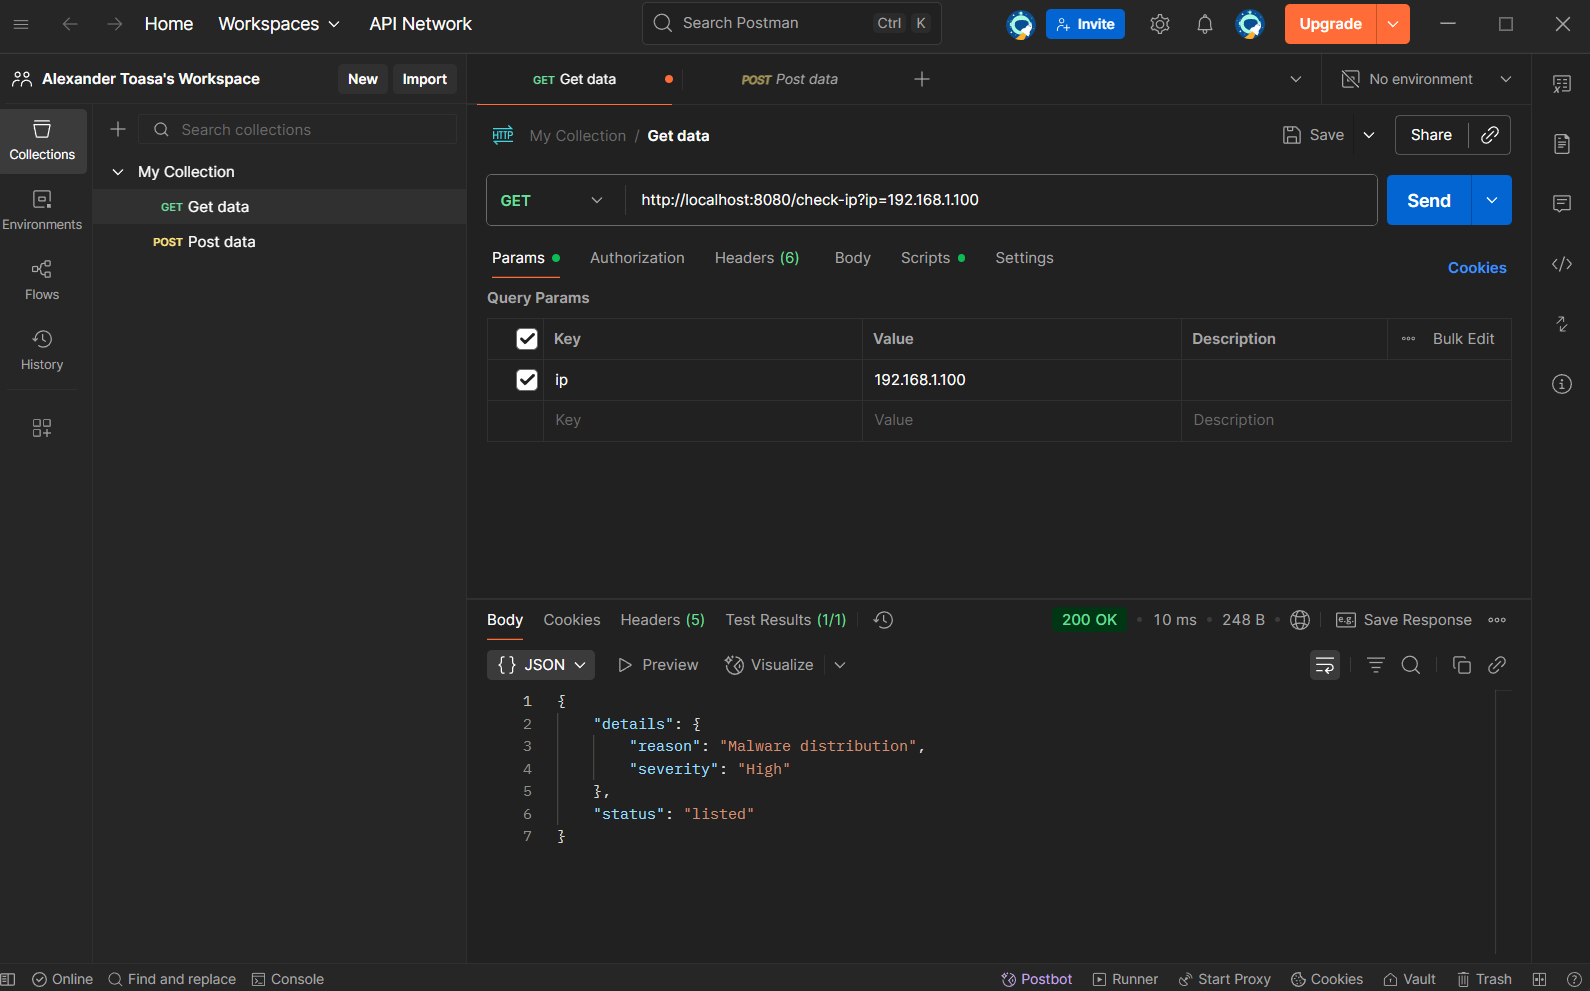 Home Workspaces API Network Search Postman Ctrl K Invite Upgrade
Alexander Toasa's Workspace New Import GET Get data POST Post data No environment
Collections
Environments
Flows
History
Search collections
My Collection
GET Get data
POST Post data
HTTP My Collection / Get data Save Share
GET http://localhost:8080/check-ip?ip=192.168.1.100 Send
Params Authorization Headers (6) Body Scripts Settings Cookies
Query Params
Key Value Description Bulk Edit
ip 192.168.1.100
Key Value Description
Body Cookies Headers (5) Test Results (1/1) 200 OK • 10 ms • 248 B • e.g. Save Response
{} JSON Preview Visualize
1 {
2 "details": {
3 "reason": "Malware distribution",
4 "severity": "High"
5 },
6 "status": "listed"
7 }
Online Find and replace Console Postbot Runner Start Proxy Cookies Vault Trash